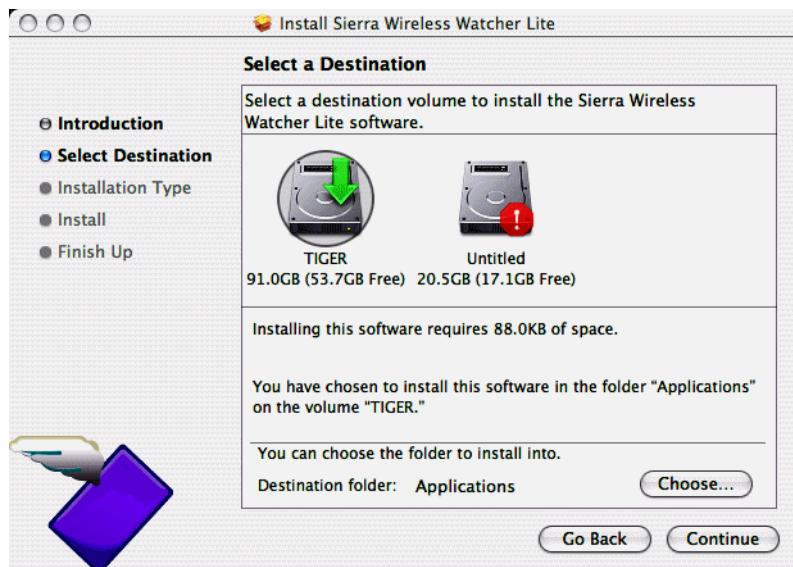 Install Sierra Wireless Watcher Lite
Select a Destination
Introduction
Select Destination
Installation Type
Install
Finish Up
Select a destination volume to install the Sierra Wireless
Watcher Lite software.
TIGER
91.0GB (53.7GB Free)
Untitled
20.5GB (17.1GB Free)
Installing this software requires 88.0KB of space.
You have chosen to install this software in the folder “Applications”
on the volume “TIGER.”
You can choose the folder to install into.
Destination folder: Applications
Choose...
Go Back
Continue